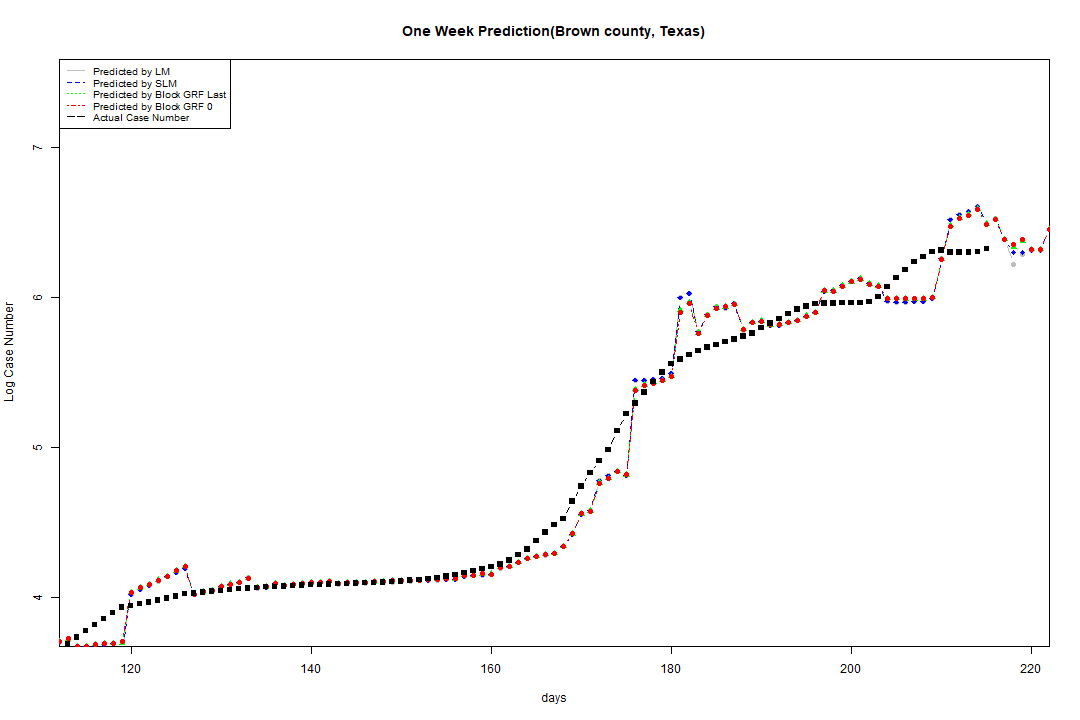 One Week Prediction(Brown county, Texas)
Predicted by LM
Predicted by SLM
Predicted by Block GRF Last
Predicted by Block GRF 0
Actual Case Number
7
6
5
4
Log Case Number
120 140 160 180 200 220
days